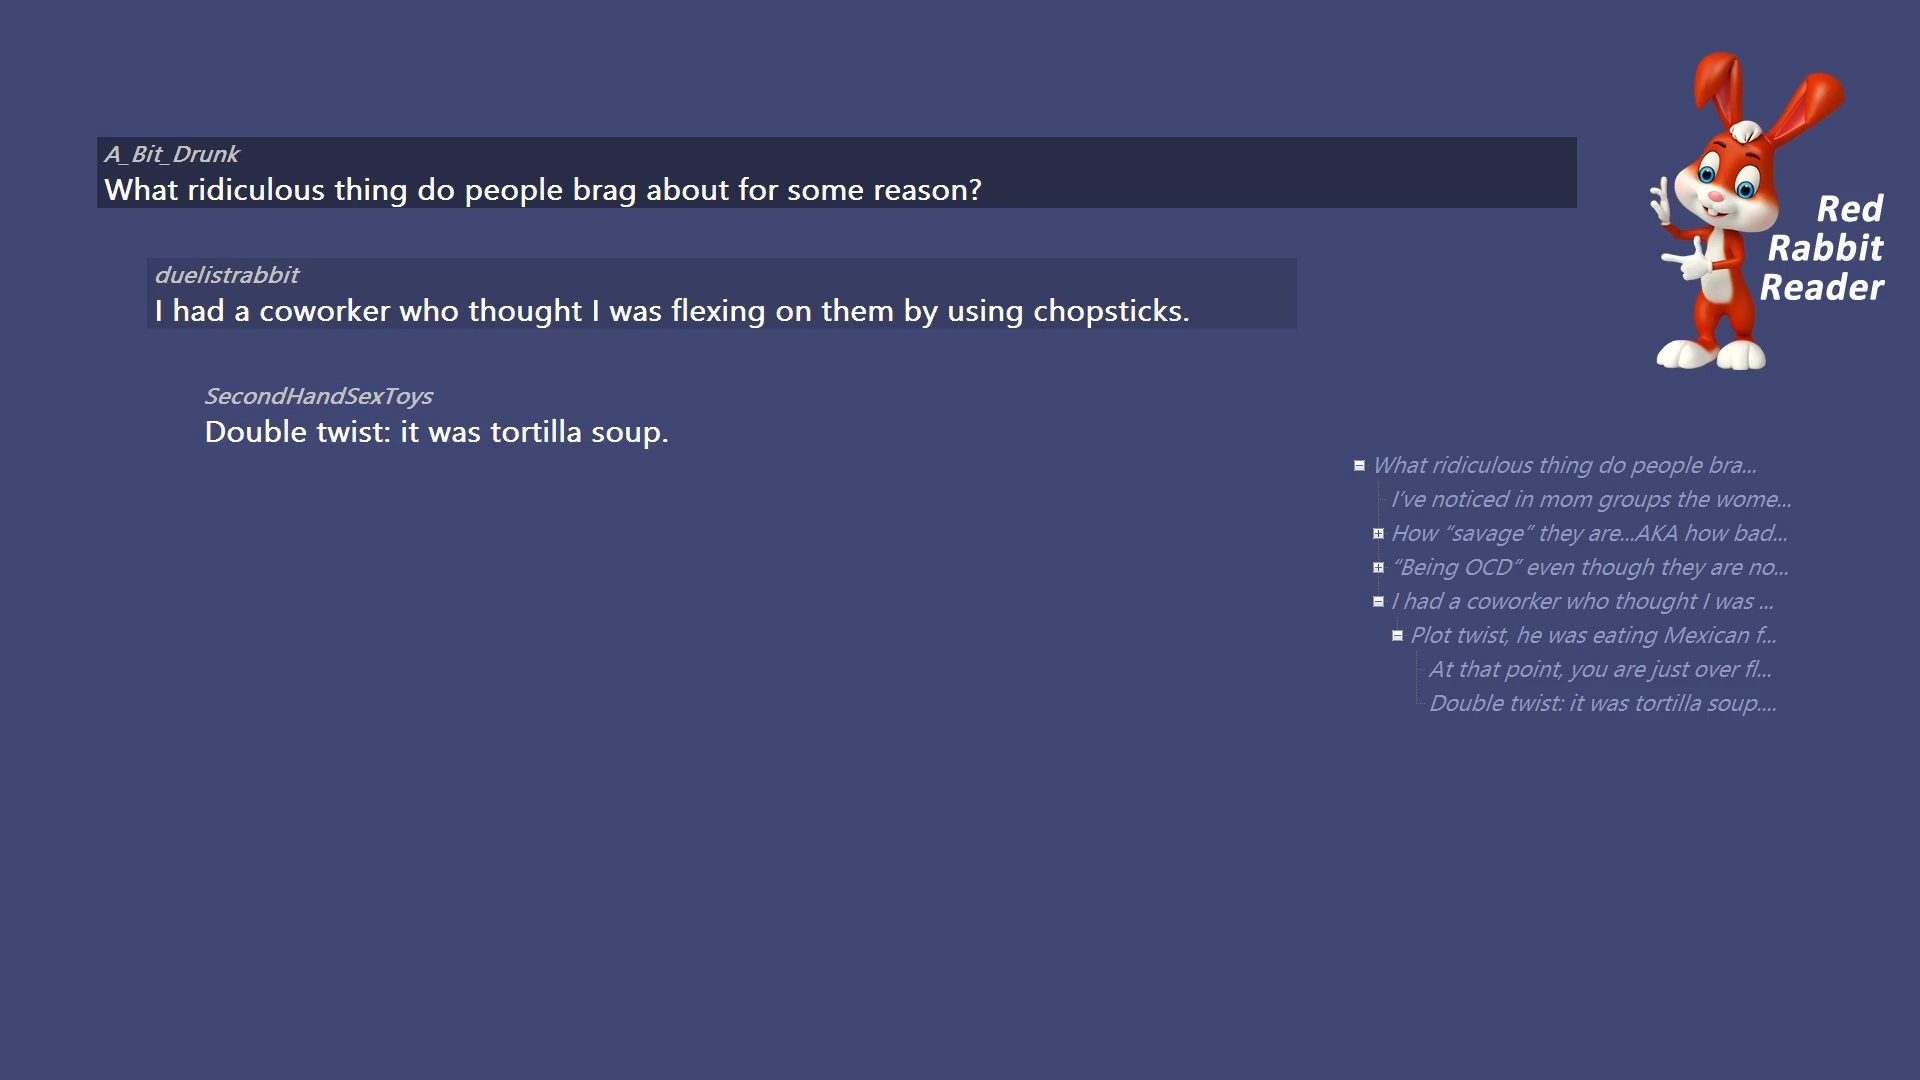 A_Bit_Drunk
What ridiculous thing do people brag about for some reason?
duelistrabbit
I had a coworker who thought I was flexing on them by using chopsticks.
SecondHandSexToys
Double twist: it was tortilla soup.
Red
Rabbit
Reader
What ridiculous thing do people bra...
I’ve noticed in mom groups the wome...
How “savage” they are...AKA how bad...
“Being OCD” even though they are no...
I had a coworker who thought I was ...
Plot twist, he was eating Mexican f...
At that point, you are just over fl...
Double twist: it was tortilla soup....